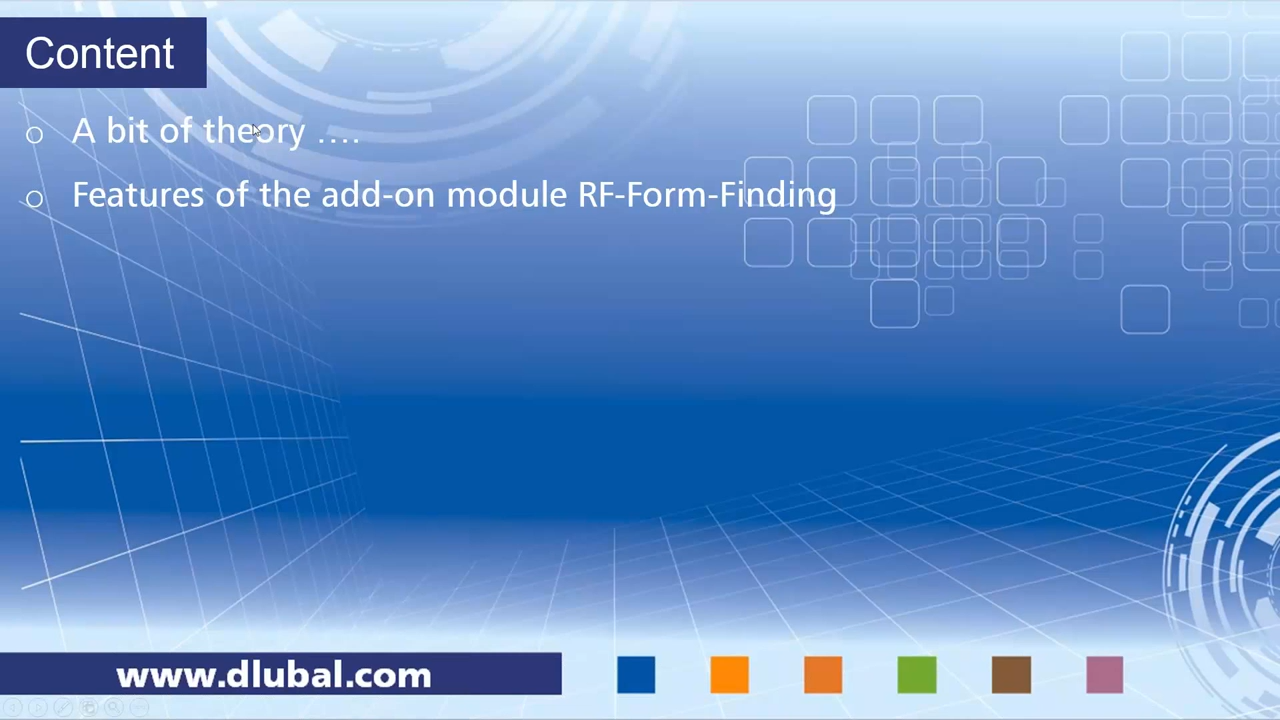 Content
A bit of theory ....
Features of the add-on module RF-Form-Finding
www.dlubal.com